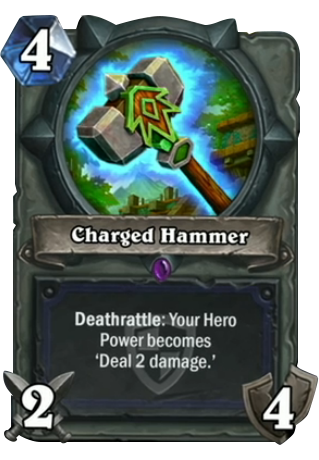 4
Charged Hammer
Deathrattle: Your Hero
Power becomes
‘Deal 2 damage.’
2
4